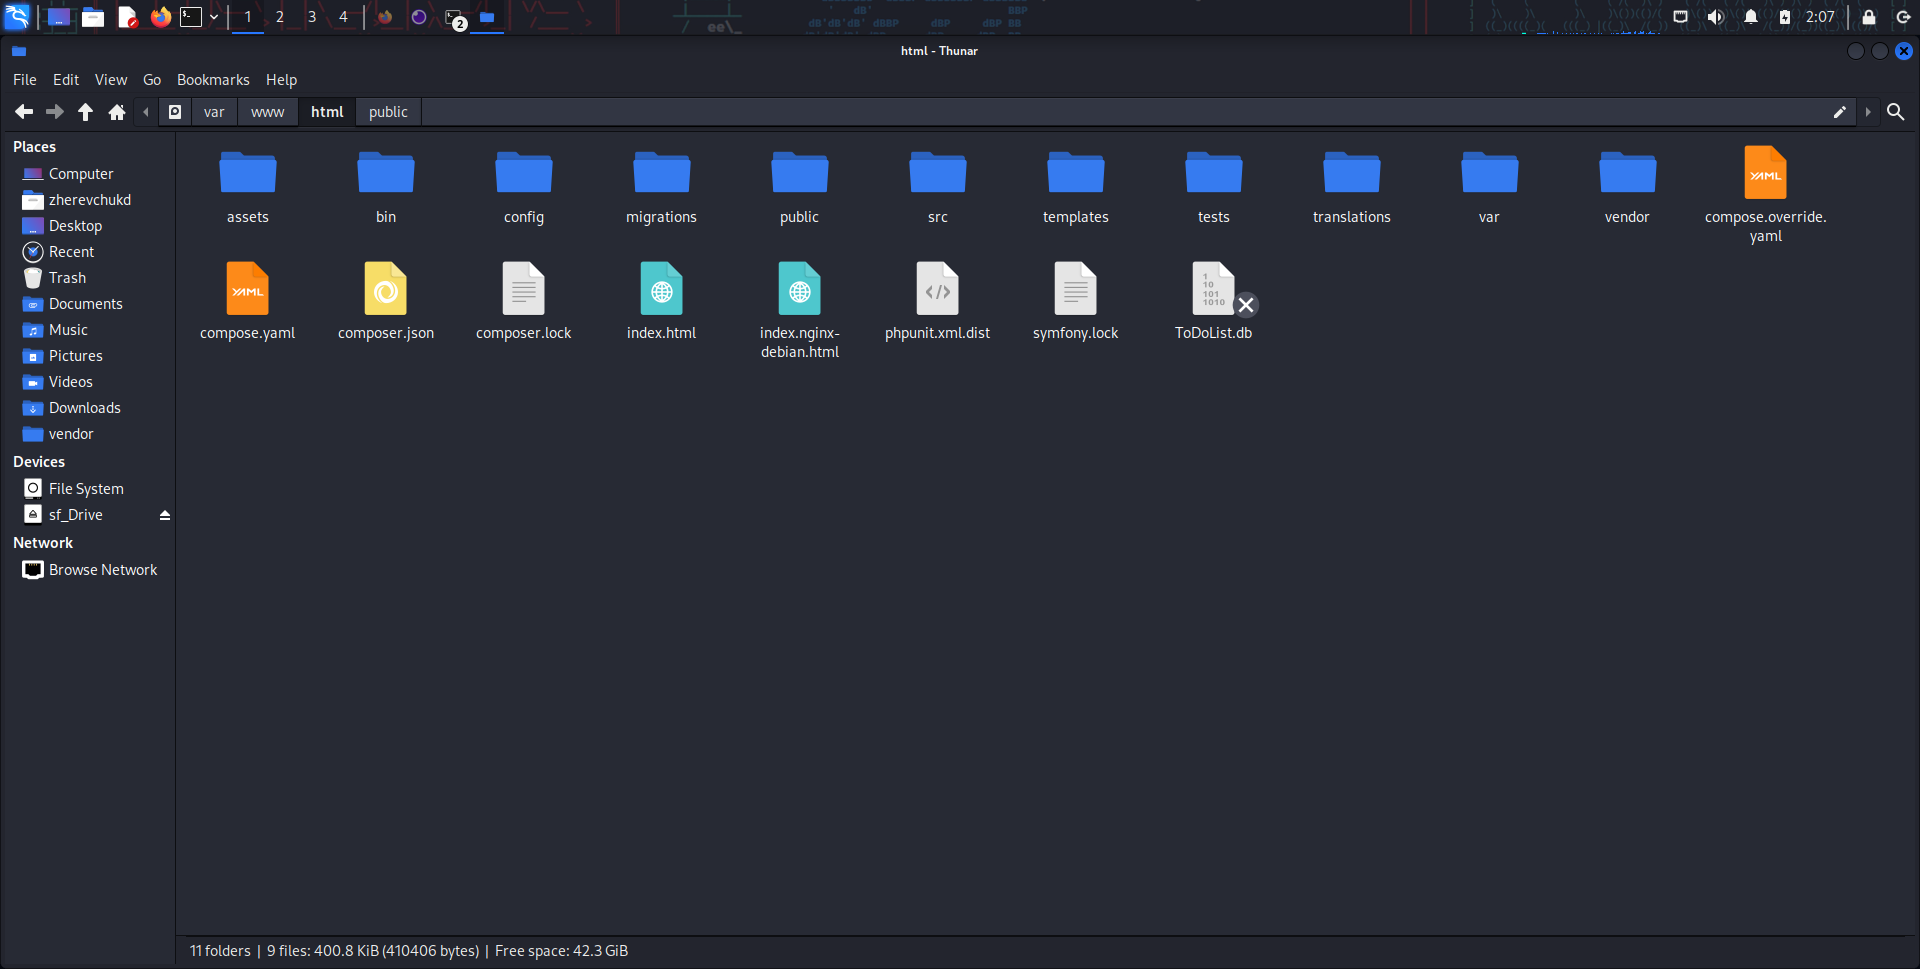 1 2 3 4 2 2:07
html - Thunar
File Edit View Go Bookmarks Help
var www html public
Places
Computer
zherevchukd
Desktop
Recent
Trash
Documents
Music
Pictures
Videos
Downloads
vendor
Devices
File System
sf_Drive
Network
Browse Network
assets bin config migrations public src templates tests translations var vendor compose.override.
yaml
YAML
YAML
1
10
101
1010
compose.yaml composer.json composer.lock index.html index.nginx- phpunit.xml.dist symfony.lock ToDoList.db
debian.html
11 folders | 9 files: 400.8 KiB (410406 bytes) | Free space: 42.3 GiB